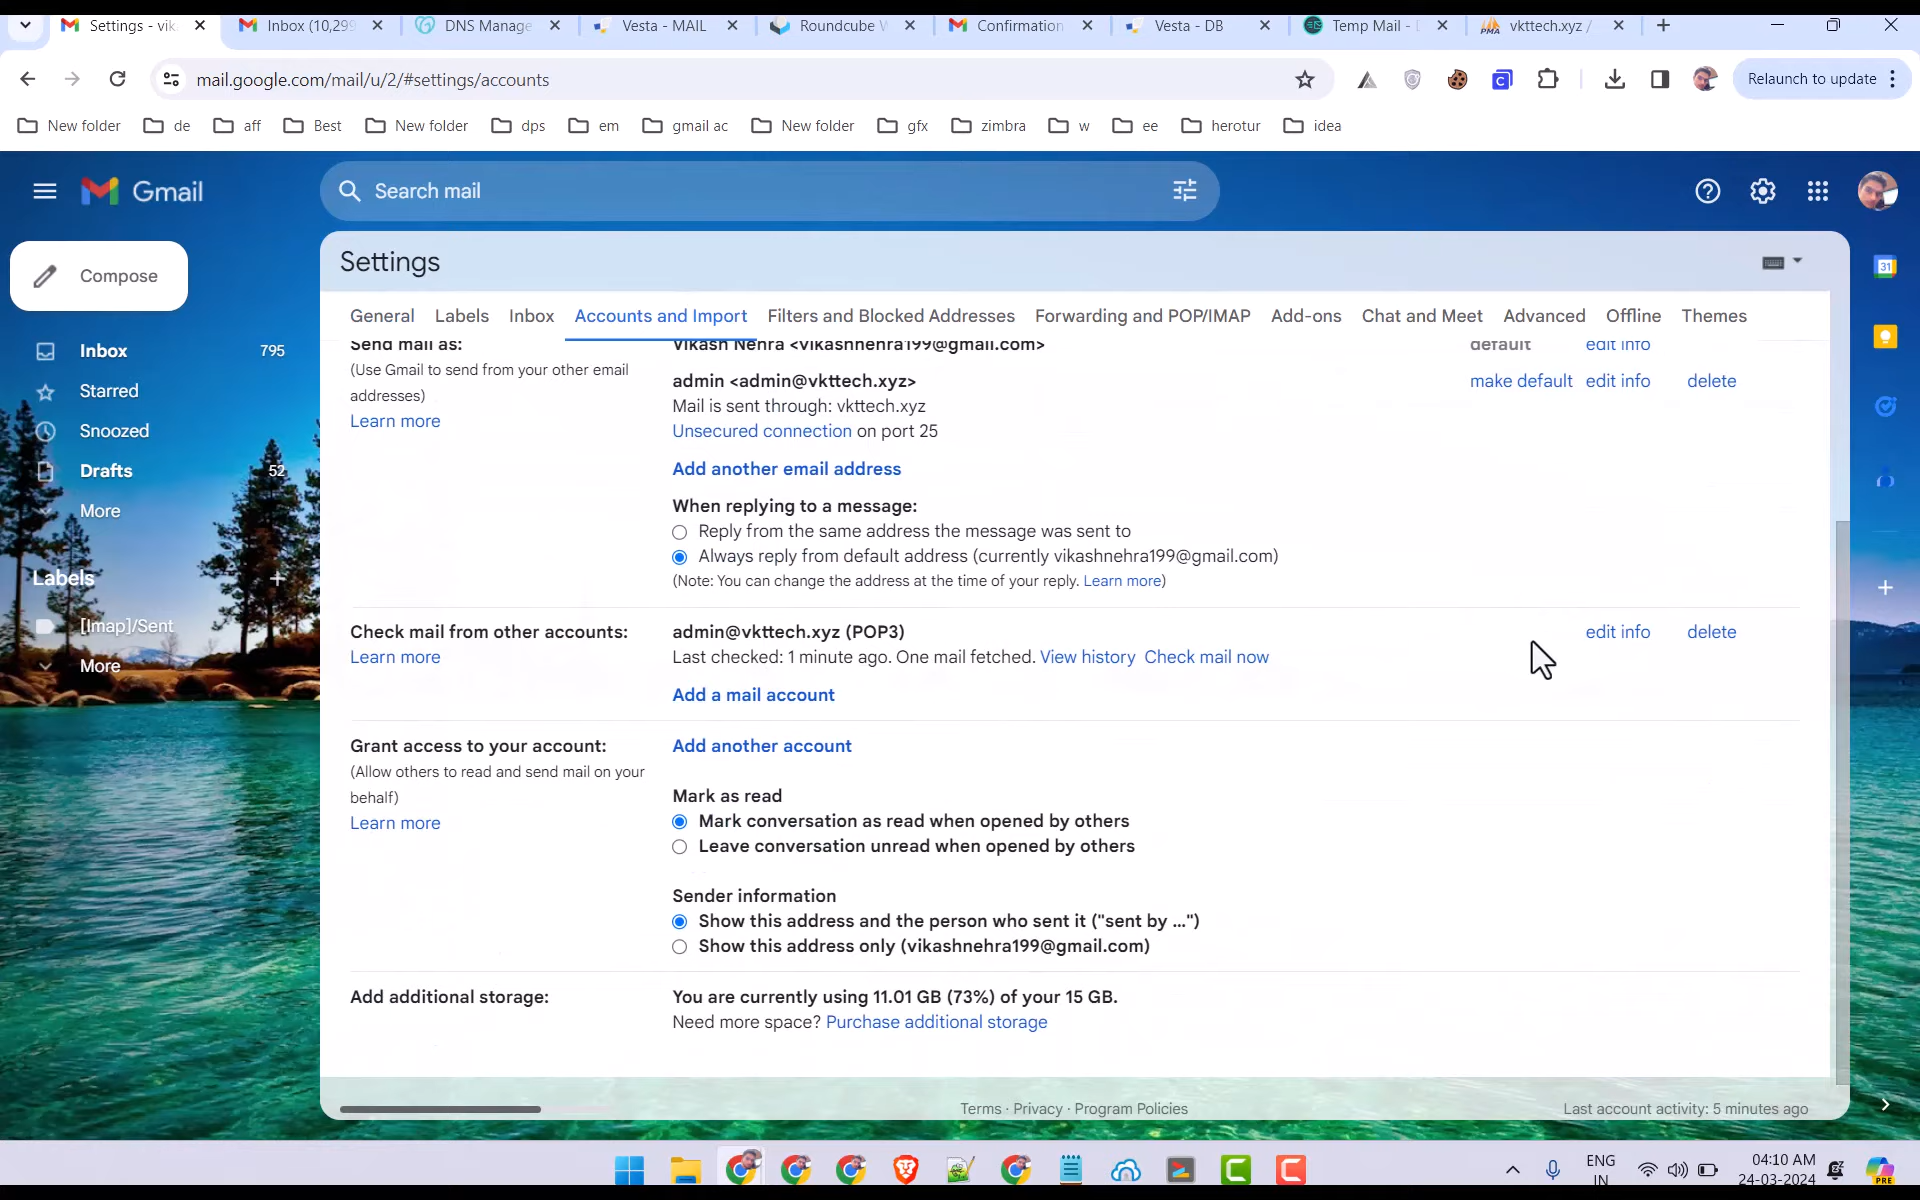 Settings - vik
Inbox (10,299
DNS Manage
Vesta - MAIL
Roundcube W
Confirmation
Vesta - DB
Temp Mail - D
vkttech.xyz /
mail.google.com/mail/u/2/#settings/accounts
Relaunch to update
New folder
de
aff
Best
New folder
dps
em
gmail ac
New folder
gfx
zimbra
w
ee
herotur
idea
Gmail
Search mail
Compose
Inbox 795
Starred
Snoozed
Drafts 52
More
Labels
[Imap]/Sent
More
Settings
General Labels Inbox Accounts and Import Filters and Blocked Addresses Forwarding and POP/IMAP Add-ons Chat and Meet Advanced Offline Themes
Send mail as:
(Use Gmail to send from your other email
addresses)
Learn more
Vikash Nehra <vikashnehra199@gmail.com> default edit info
admin <admin@vkttech.xyz> make default edit info delete
Mail is sent through: vkttech.xyz
Unsecured connection on port 25
Add another email address
When replying to a message:
Reply from the same address the message was sent to
Always reply from default address (currently vikashnehra199@gmail.com)
(Note: You can change the address at the time of your reply. Learn more)
Check mail from other accounts:
Learn more
admin@vkttech.xyz (POP3) edit info delete
Last checked: 1 minute ago. One mail fetched. View history Check mail now
Add a mail account
Grant access to your account:
(Allow others to read and send mail on your
behalf)
Learn more
Add another account
Mark as read
Mark conversation as read when opened by others
Leave conversation unread when opened by others
Sender information
Show this address and the person who sent it ("sent by ...")
Show this address only (vikashnehra199@gmail.com)
Add additional storage:
You are currently using 11.01 GB (73%) of your 15 GB.
Need more space? Purchase additional storage
Terms · Privacy · Program Policies
Last account activity: 5 minutes ago
31
ENG
IN
04:10 AM
24-03-2024
PRE